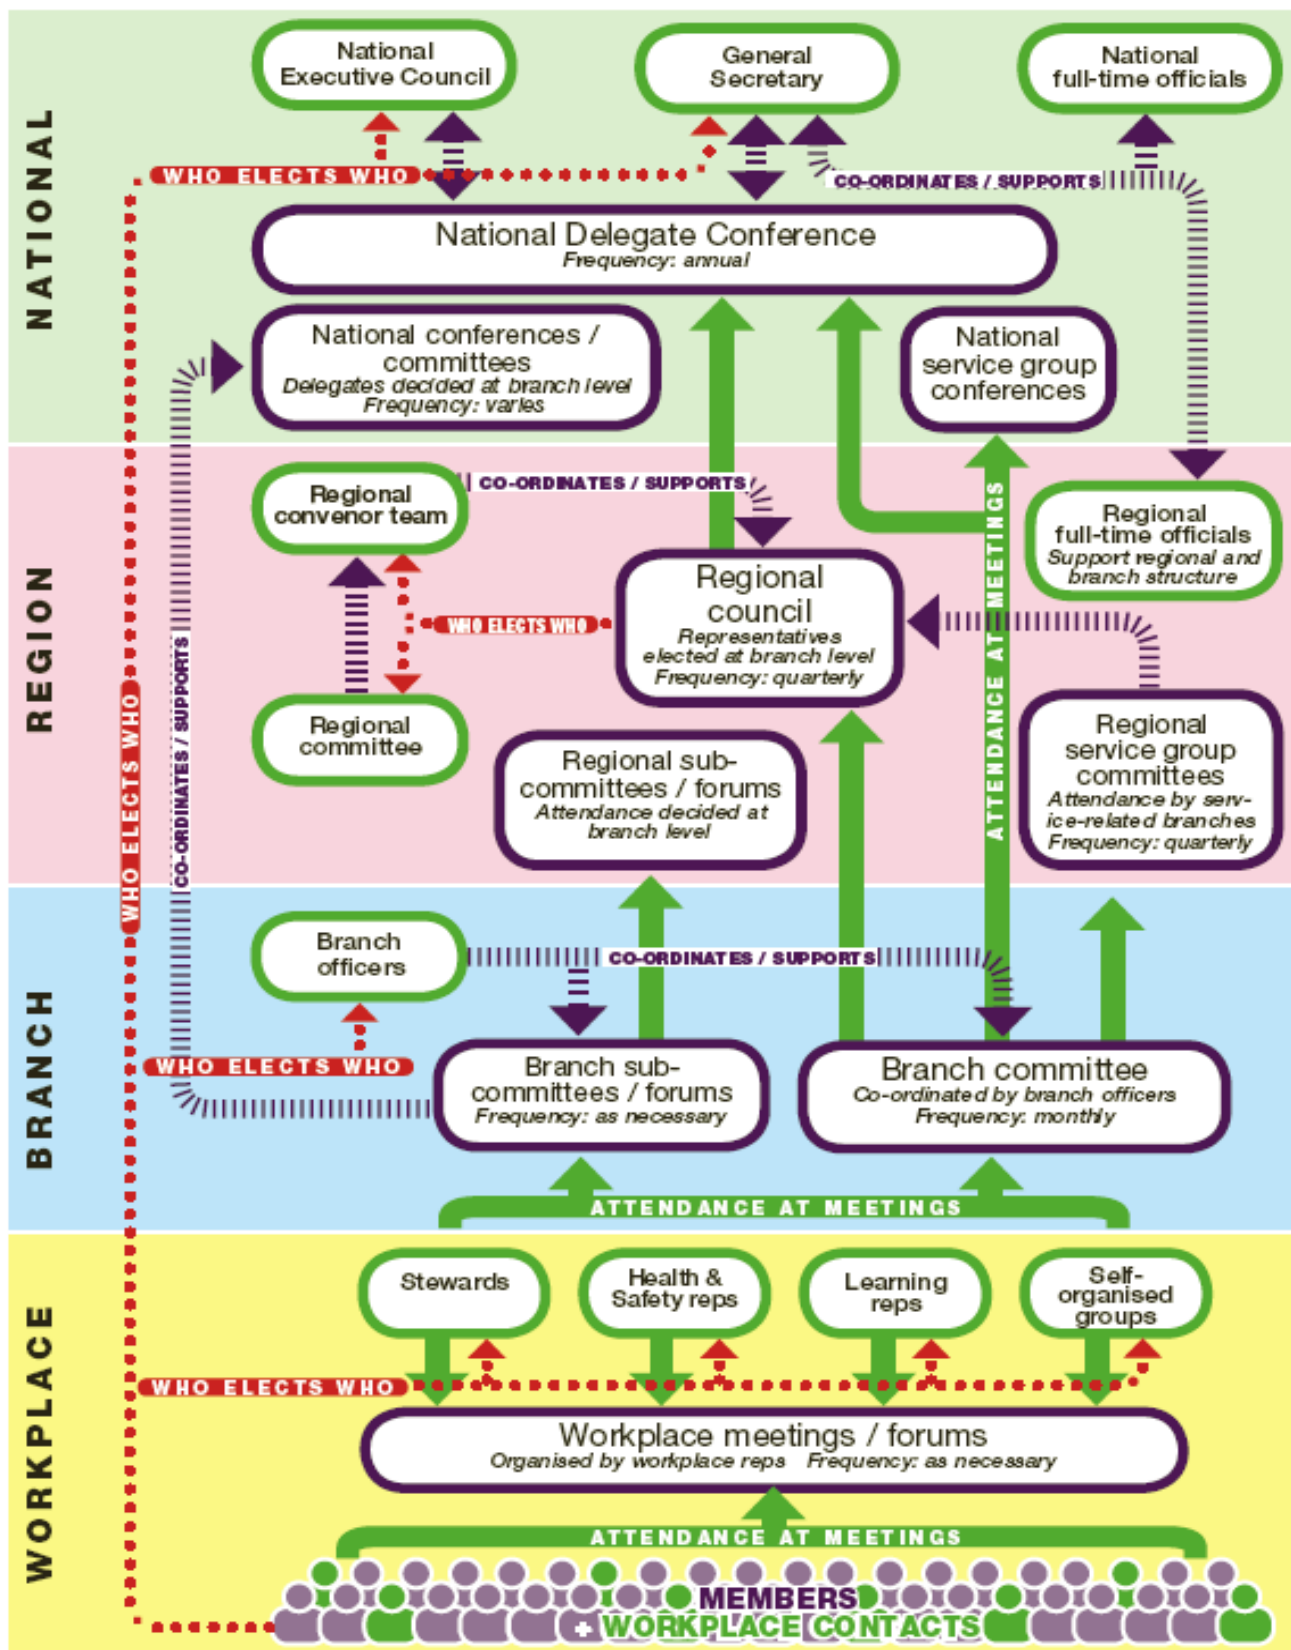 NATIONAL
National
Executive Council
General
Secretary
National
full-time officials
WHO ELECTS WHO
CO-ORDINATES / SUPPORTS
National Delegate Conference
Frequency: annual
National conferences /
committees
Delegates decided at branch level
Frequency: varies
National
service group
conferences
REGION
Regional
convenor team
CO-ORDINATES / SUPPORTS
Regional
full-time officials
Support regional and
branch structure
Regional
council
Representatives
elected at branch level
Frequency: quarterly
WHO ELECTS WHO
ATTENDANCE AT MEETINGS
Regional
committee
Regional sub-
committees / forums
Attendance decided at
branch level
Regional
service group
committees
Attendance by serv-
ice-related branches
Frequency: quarterly
WHO ELECTS WHO
CO-ORDINATES / SUPPORTS
BRANCH
Branch
officers
CO-ORDINATES / SUPPORTS
WHO ELECTS WHO
Branch sub-
committees / forums
Frequency: as necessary
Branch committee
Co-ordinated by branch officers
Frequency: monthly
ATTENDANCE AT MEETINGS
WORKPLACE
Stewards
Health &
Safety reps
Learning
reps
Self-
organised
groups
WHO ELECTS WHO
Workplace meetings / forums
Organised by workplace reps Frequency: as necessary
ATTENDANCE AT MEETINGS
MEMBERS
+ WORKPLACE CONTACTS